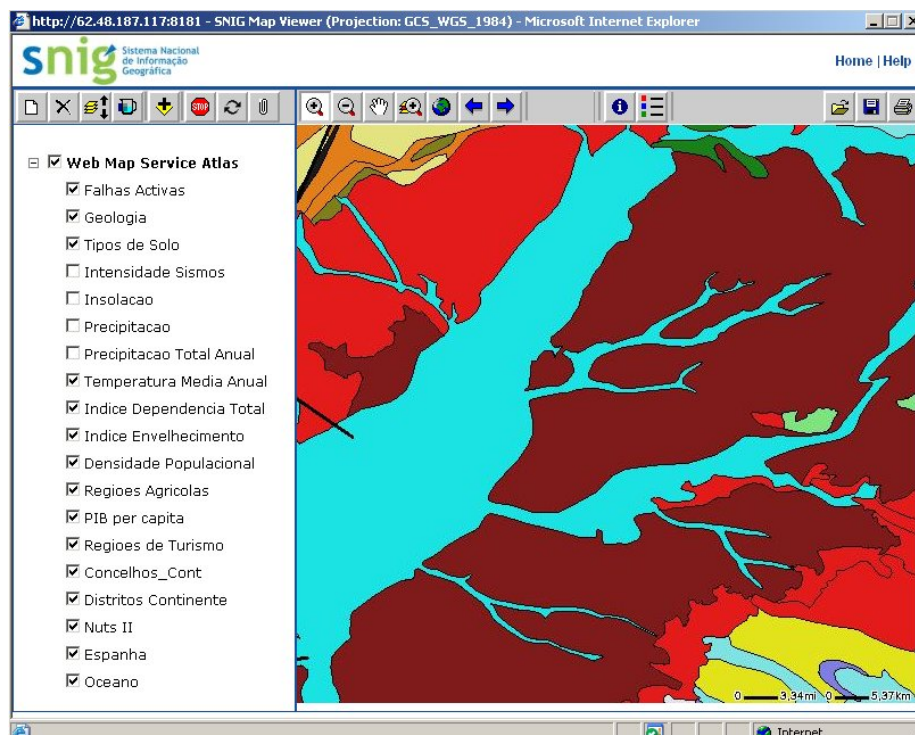 http://62.48.187.117:8181 - SNIG Map Viewer (Projection: GCS_WGS_1984) - Microsoft Internet Explorer
snig
Sistema Nacional
de Informação
Geográfica
Home | Help
STOP
Web Map Service Atlas
Falhas Activas
Geologia
Tipos de Solo
Intensidade Sismos
Insolacao
Precipitacao
Precipitacao Total Anual
Temperatura Media Anual
Indice Dependencia Total
Indice Envelhecimento
Densidade Populacional
Regioes Agricolas
PIB per capita
Regioes de Turismo
Concelhos_Cont
Distritos Continente
Nuts II
Espanha
Oceano
0 3,34mi 0 5,37km
Internet